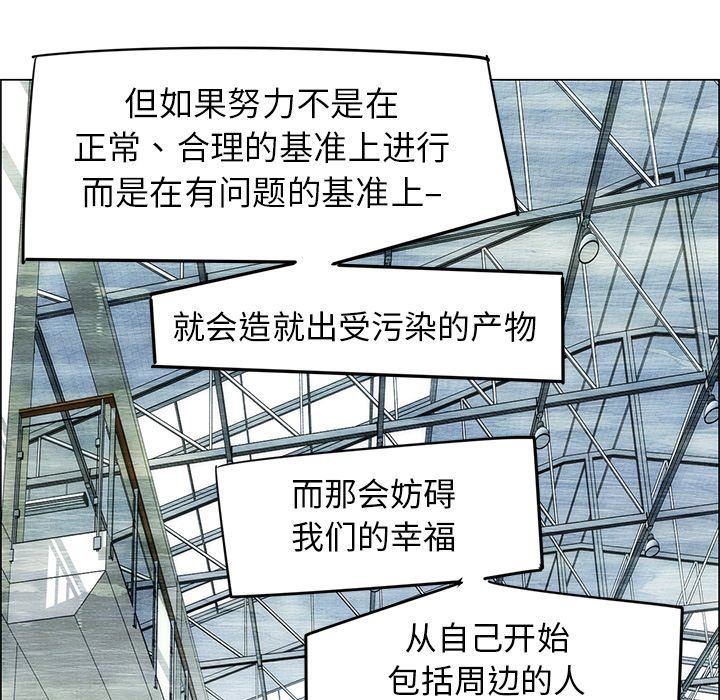 但如果努力不是在
正常、合理的基准上进行
而是在有问题的基准上-
就会造就出受污染的产物
而那会妨碍
我们的幸福
从自己开始
包括周边的人